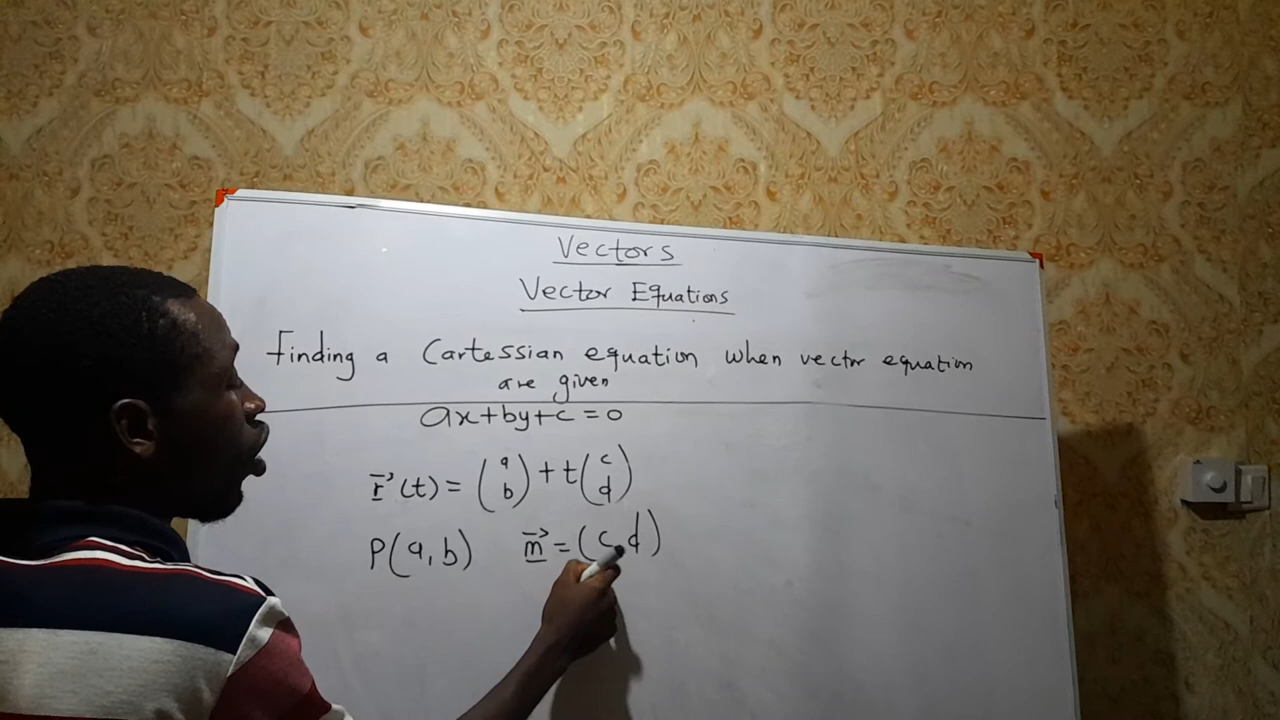 Vectors
Vector Equations
Finding a Cartessian equation when vector equation
are given
ax+by+c=0
r⃗(t) = (a b) + t(c d)
P(a,b) m⃗ = (c,d)